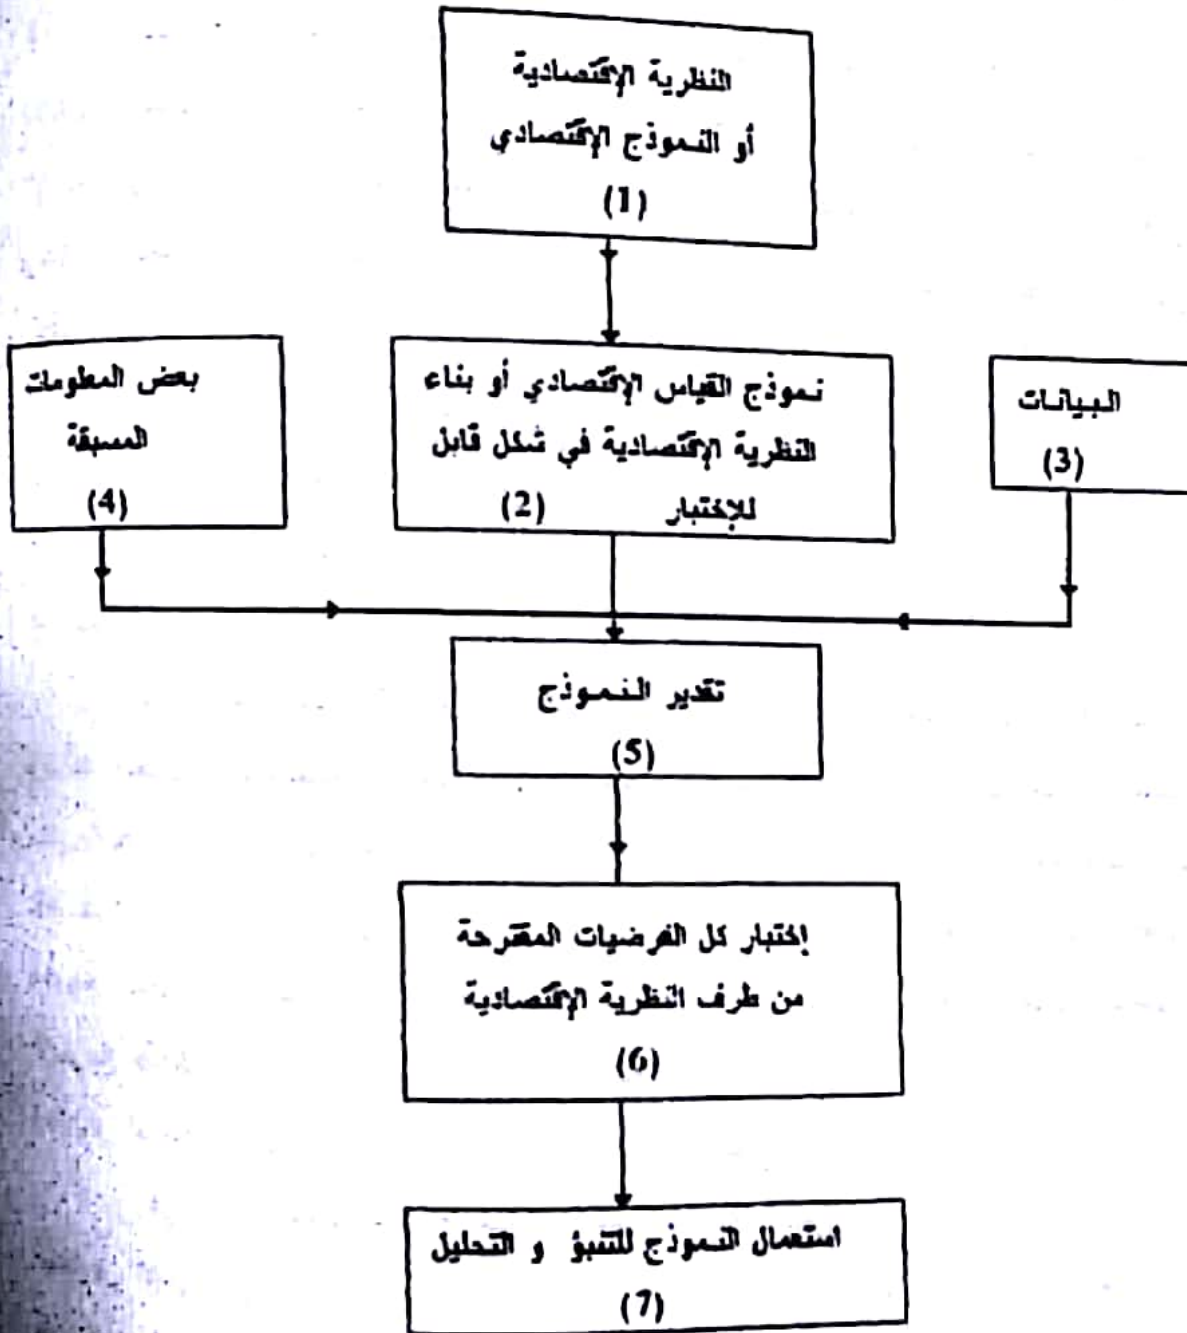 النظرية الإقتصادية
أو النموذج الإقتصادي
(1)
نموذج القياس الإقتصادي أو بناء
النظرية الإقتصادية في شكل قابل
للإختبار (2)
البيانات
(3)
بعض المعلومات
المسبقة
(4)
تقدير النموذج
(5)
إختبار كل الفرضيات المقترحة
من طرف النظرية الإقتصادية
(6)
استعمال النموذج للتنبؤ و التحليل
(7)